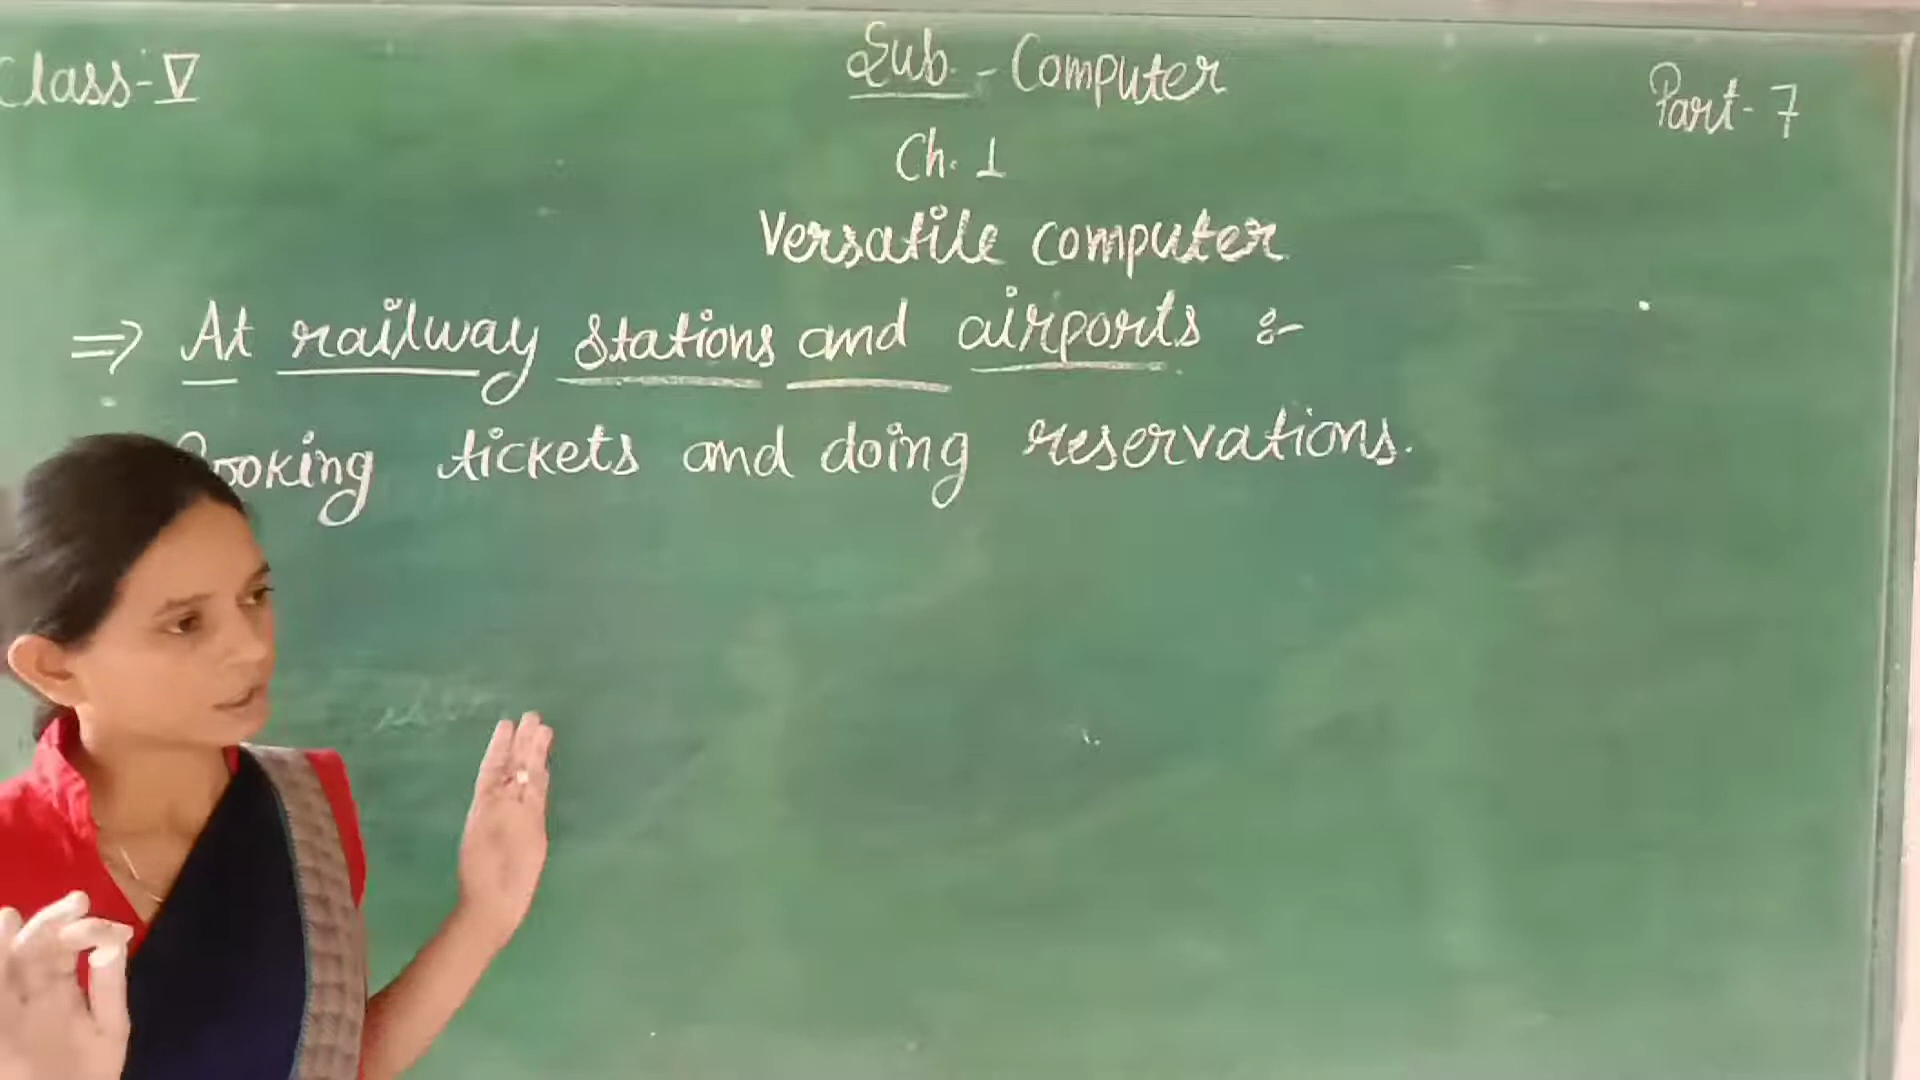 Class-V
Sub. - Computer
Part-7
Ch. 1
Versatile computer
⇒ At railway stations and airports :-
Booking tickets and doing reservations.